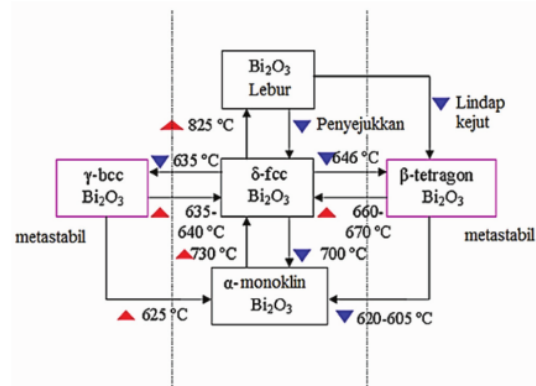 Bi₂O₃
Lebur
825 °C
Penyejukkan
Lindap
kejut
635 °C
646 °C
γ-bcc
Bi₂O₃
δ-fcc
Bi₂O₃
β-tetragon
Bi₂O₃
metastabil
635-
640 °C
660-
670 °C
metastabil
730 °C
700 °C
α-monoklin
Bi₂O₃
625 °C
620-605 °C